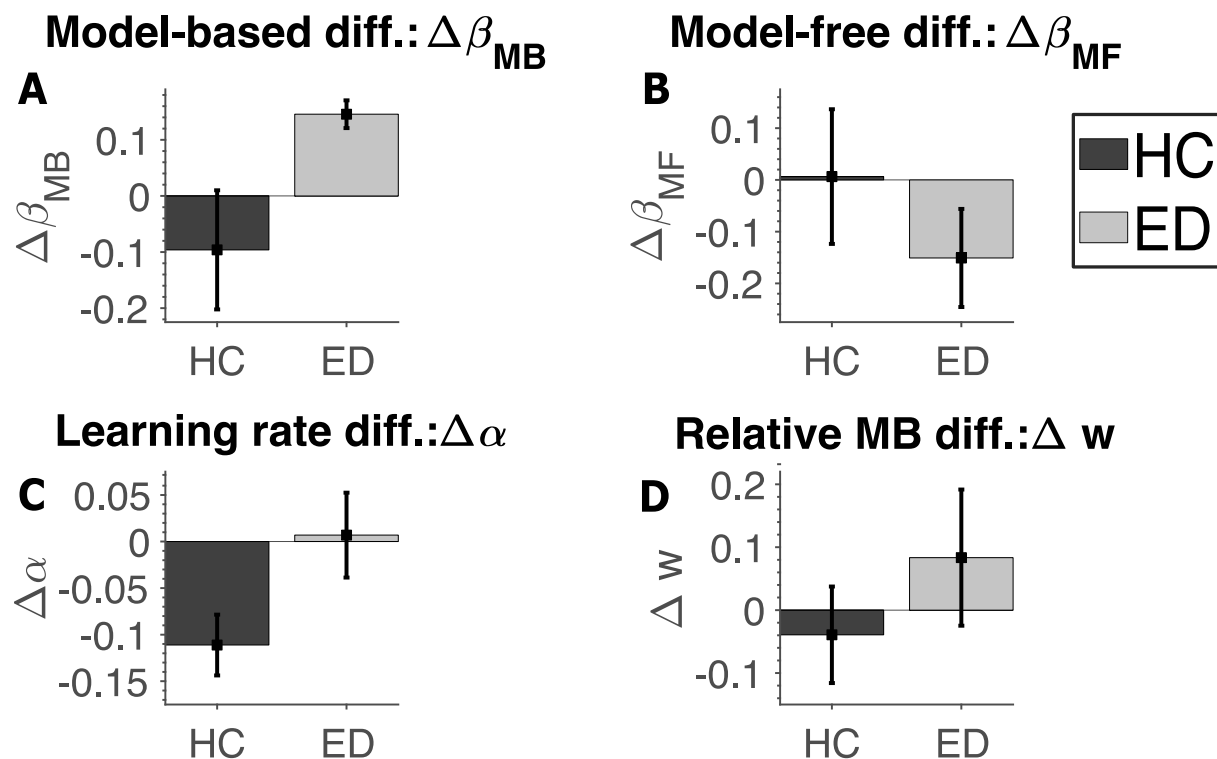 Model-based diff.: Δβ_MB
A
0.1
0
-0.1
-0.2
Δβ_MB
HC ED
Model-free diff.: Δβ_MF
B
0.1
0
-0.1
-0.2
Δβ_MF
HC ED
HC
ED
Learning rate diff.:Δα
C
0.05
0
-0.05
-0.1
-0.15
Δα
HC ED
Relative MB diff.:Δ w
D
0.2
0.1
0
-0.1
Δ w
HC ED